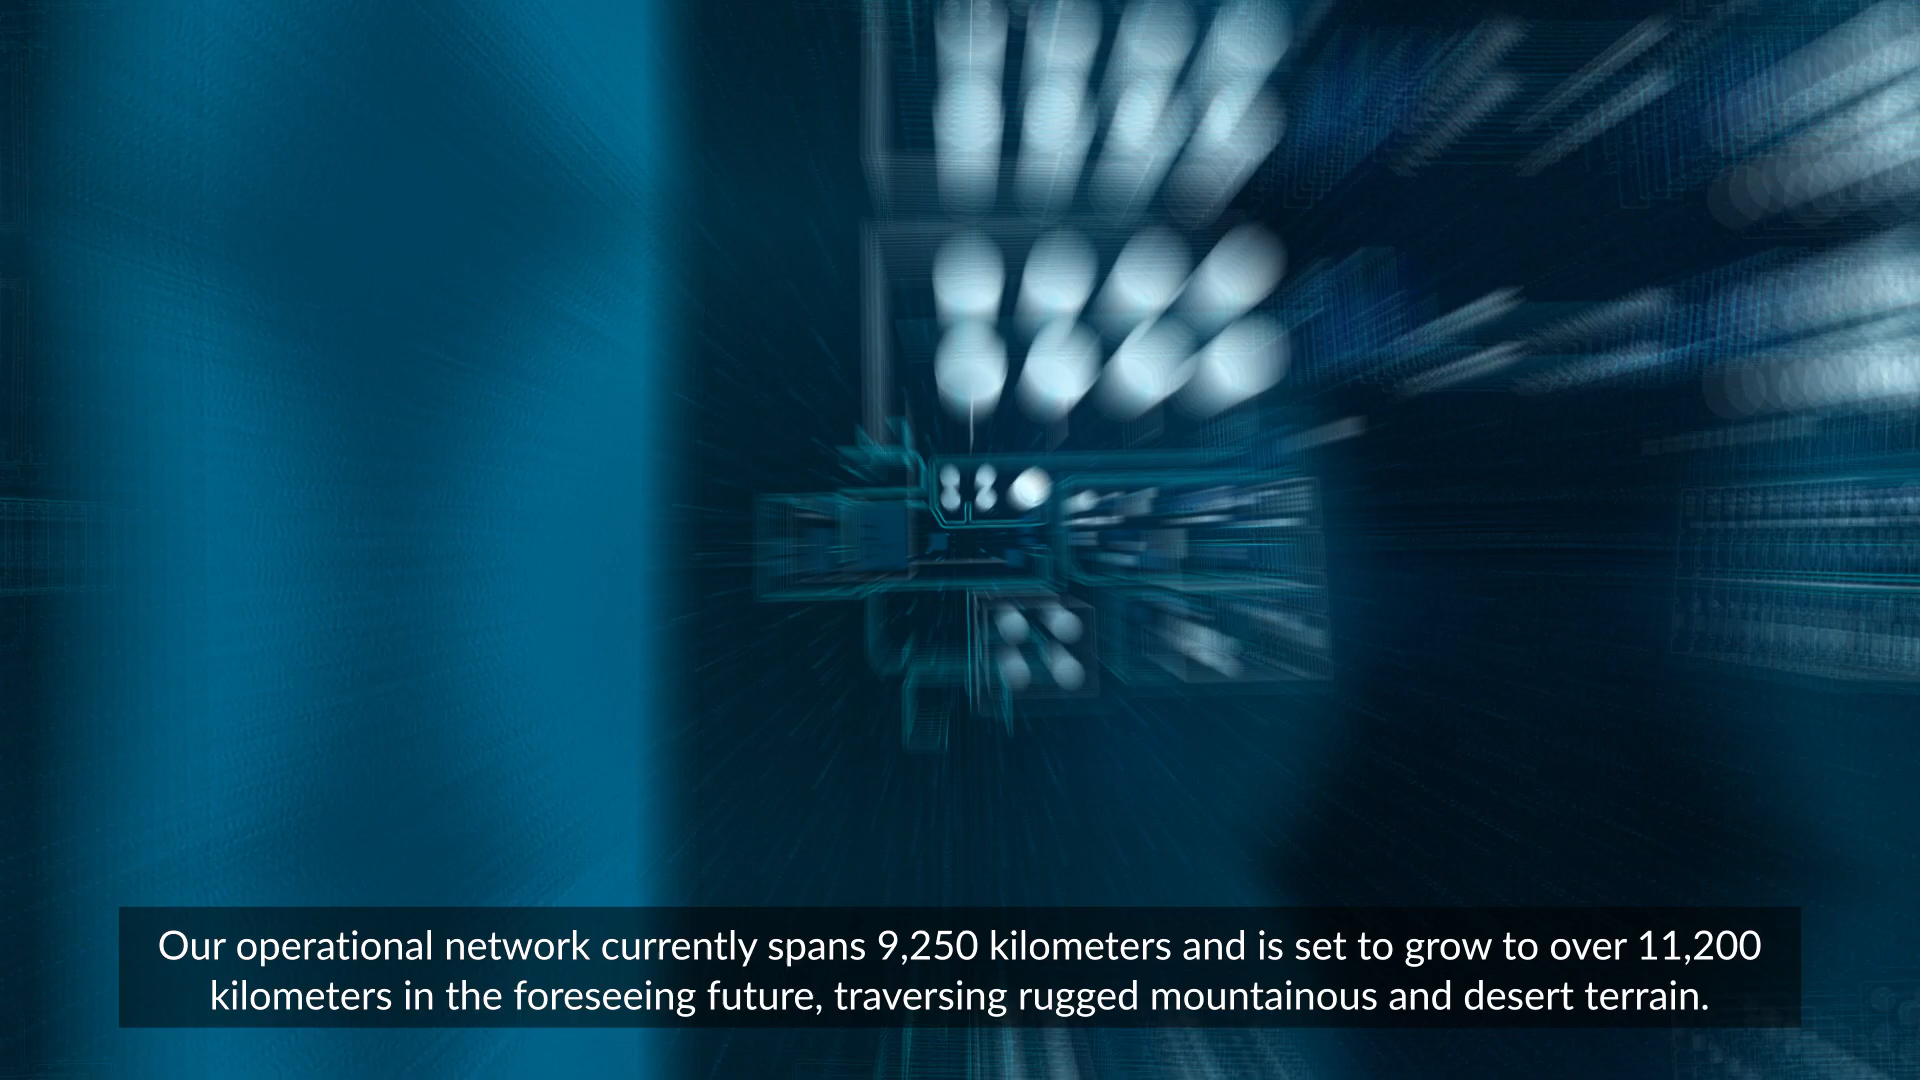 Our operational network currently spans 9,250 kilometers and is set to grow to over 11,200
kilometers in the foreseeing future, traversing rugged mountainous and desert terrain.